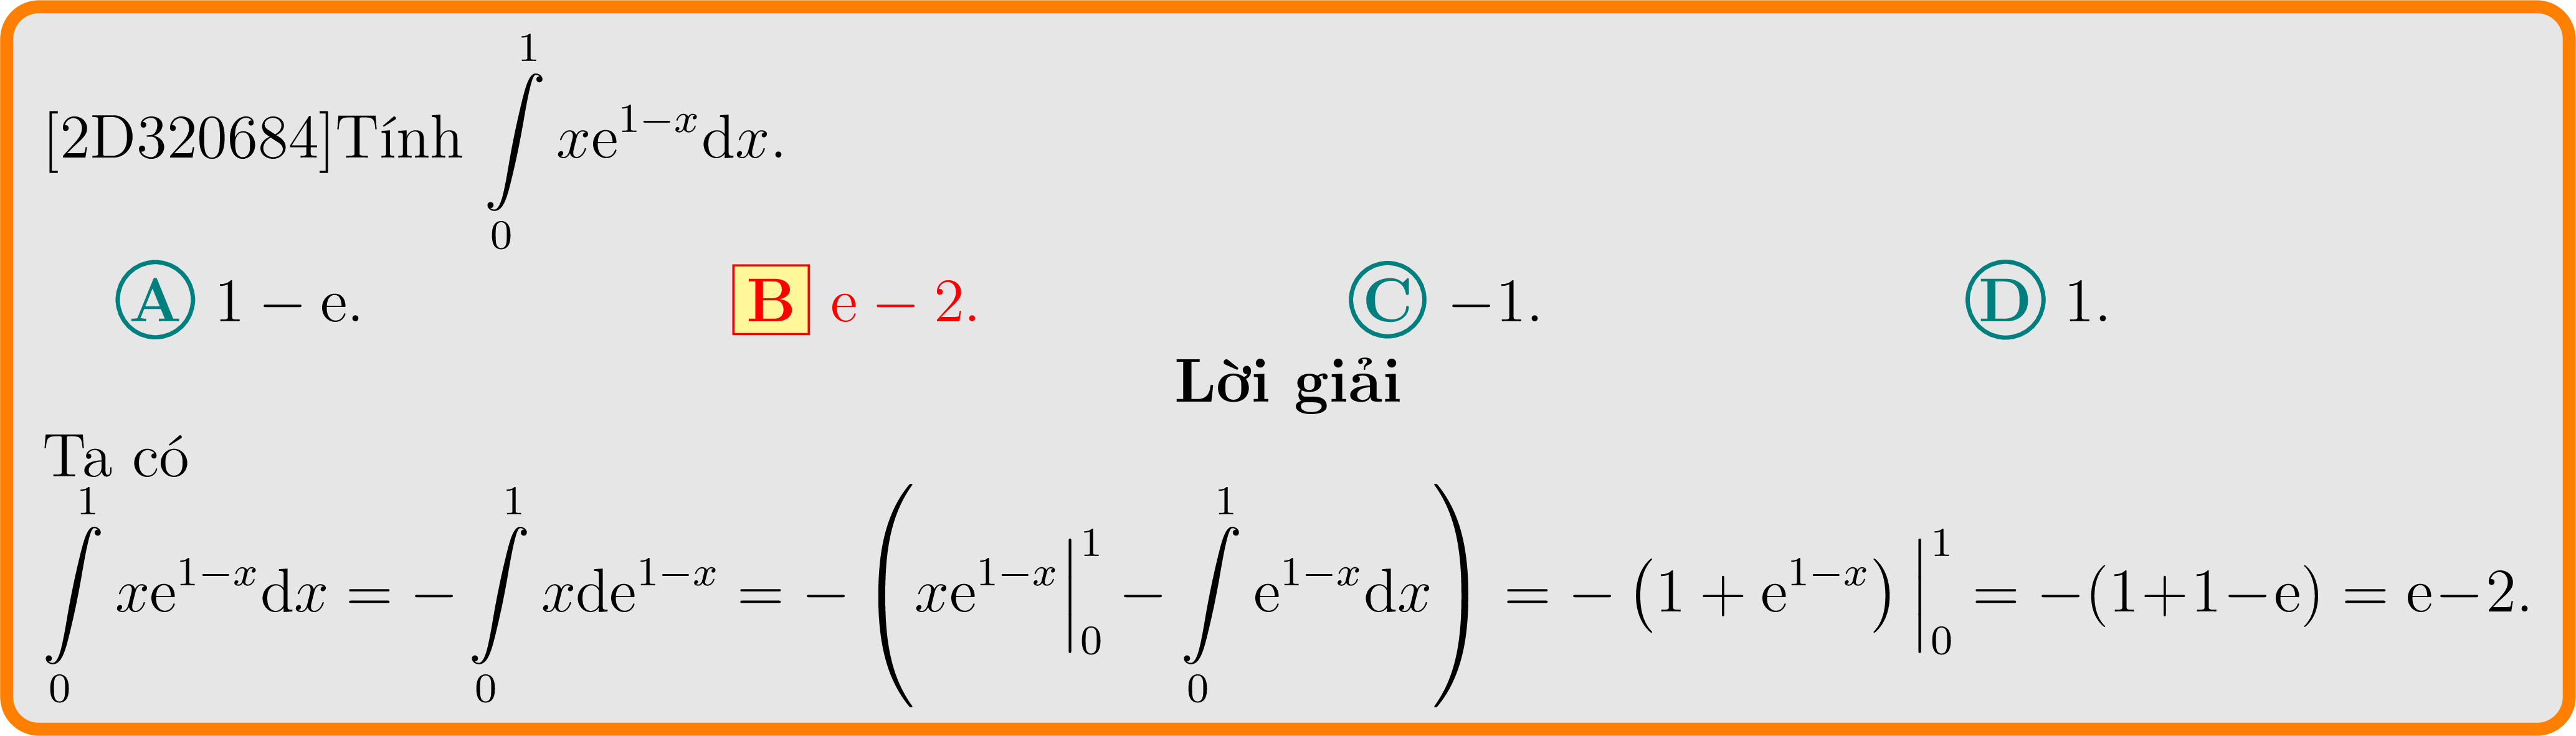 [2D320684]Tính $\int\limits_0^1 x\mathrm{e}^{1-x}\mathrm{d}x.$
A 1 − e. B e − 2. C −1. D 1.
Lời giải
Ta có
$\int\limits_0^1 x\mathrm{e}^{1-x}\mathrm{d}x = -\int\limits_0^1 x\mathrm{d}\mathrm{e}^{1-x} = -\left(x\mathrm{e}^{1-x}\Big|_0^1 - \int\limits_0^1 \mathrm{e}^{1-x}\mathrm{d}x\right) = -\left(1+\mathrm{e}^{1-x}\right)\Big|_0^1 = -(1+1-\mathrm{e}) = \mathrm{e}-2.$